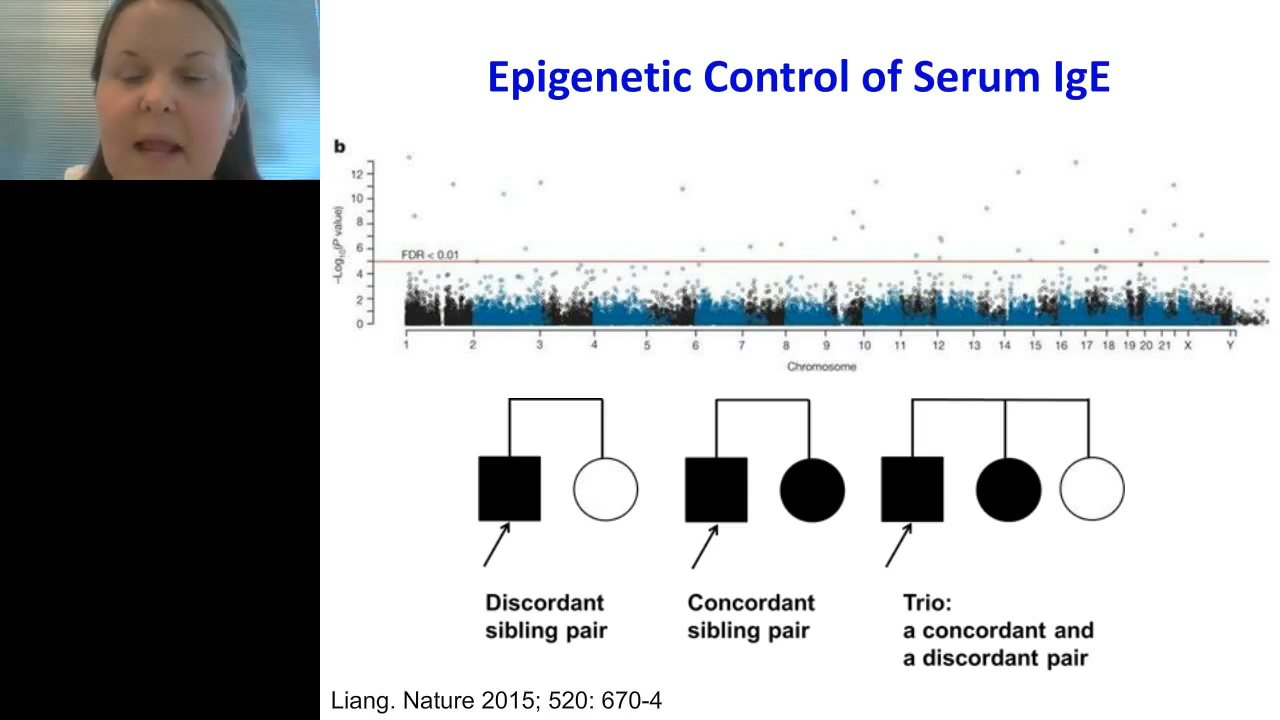 Epigenetic Control of Serum IgE
b
12
10
8
6
4
2
0
-Log10(P value)
FDR < 0.01
1 2 3 4 5 6 7 8 9 10 11 12 13 14 15 16 17 18 19 20 21 X Y
Chromosome
Discordant
sibling pair
Concordant
sibling pair
Trio:
a concordant and
a discordant pair
Liang. Nature 2015; 520: 670-4